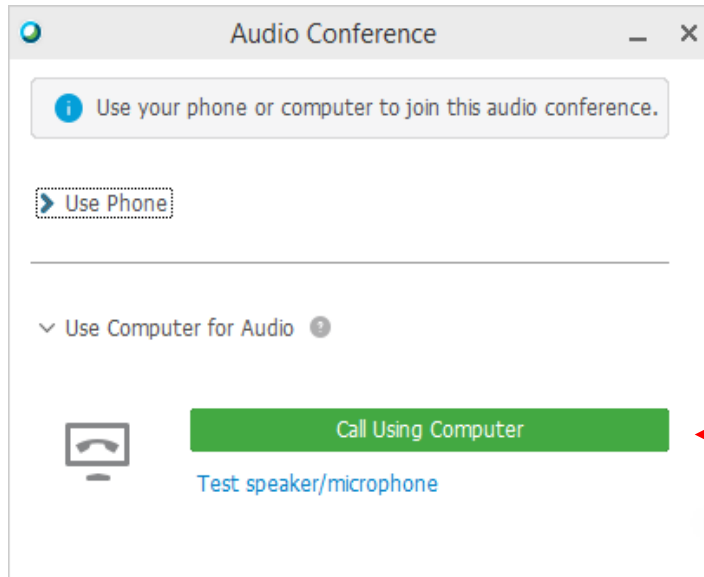 Audio Conference
Use your phone or computer to join this audio conference.
Use Phone
Use Computer for Audio
Call Using Computer
Test speaker/microphone